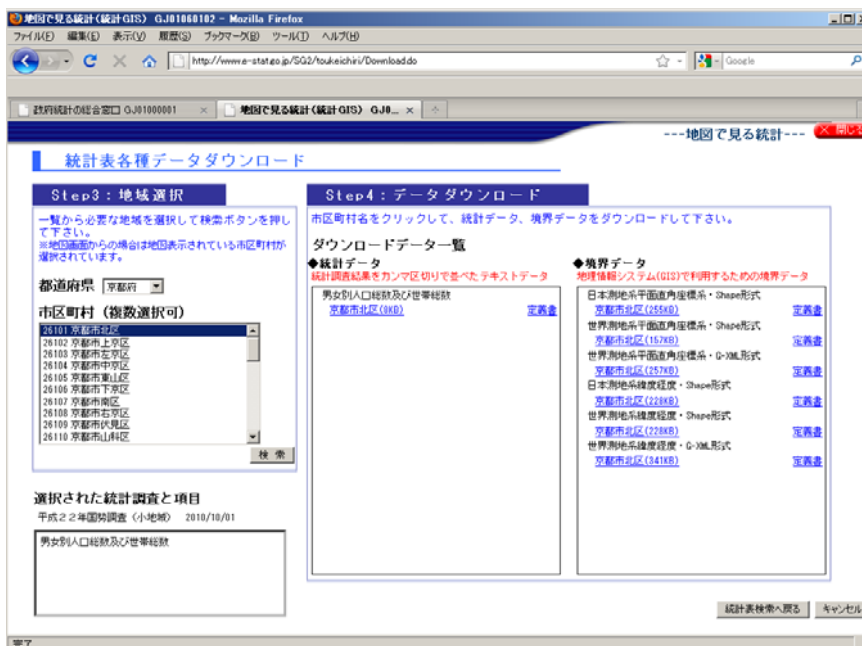 地図で見る統計(統計GIS) GJ01060102 - Mozilla Firefox
ファイル(F) 編集(E) 表示(V) 履歴(S) ブックマーク(B) ツール(T) ヘルプ(H)
http://www.e-stat.go.jp/SG2/toukeichiri/Download.do
Google
政府統計の総合窓口 GJ01000001 ×
地図で見る統計(統計GIS) GJ0... ×
---地図で見る統計---
× 閉じる
統計表各種データダウンロード
Step3：地域選択
一覧から必要な地域を選択して検索ボタンを押し
て下さい。
※地図画面からの場合は地図表示されている市区町村が
選択されています。
都道府県 京都府
市区町村（複数選択可）
26101 京都市北区
26102 京都市上京区
26103 京都市左京区
26104 京都市中京区
26105 京都市東山区
26106 京都市下京区
26107 京都市南区
26108 京都市右京区
26109 京都市伏見区
26110 京都市山科区
検 索
選択された統計調査と項目
平成２２年国勢調査（小地域） 2010/10/01
男女別人口総数及び世帯総数
Step4：データダウンロード
市区町村名をクリックして、統計データ、境界データをダウンロードして下さい。
ダウンロードデータ一覧
◆統計データ
統計調査結果をカンマ区切りで並べたテキストデータ
男女別人口総数及び世帯総数
京都市北区(8KB) 定義書
◆境界データ
地理情報システム(GIS)で利用するための境界データ
日本測地系平面直角座標系・Shape形式
京都市北区(255KB) 定義書
世界測地系平面直角座標系・Shape形式
京都市北区(157KB) 定義書
世界測地系平面直角座標系・G-XML形式
京都市北区(257KB) 定義書
日本測地系緯度経度・Shape形式
京都市北区(228KB) 定義書
世界測地系緯度経度・Shape形式
京都市北区(228KB) 定義書
世界測地系緯度経度・G-XML形式
京都市北区(341KB) 定義書
統計表検索へ戻る
キャンセル
完了